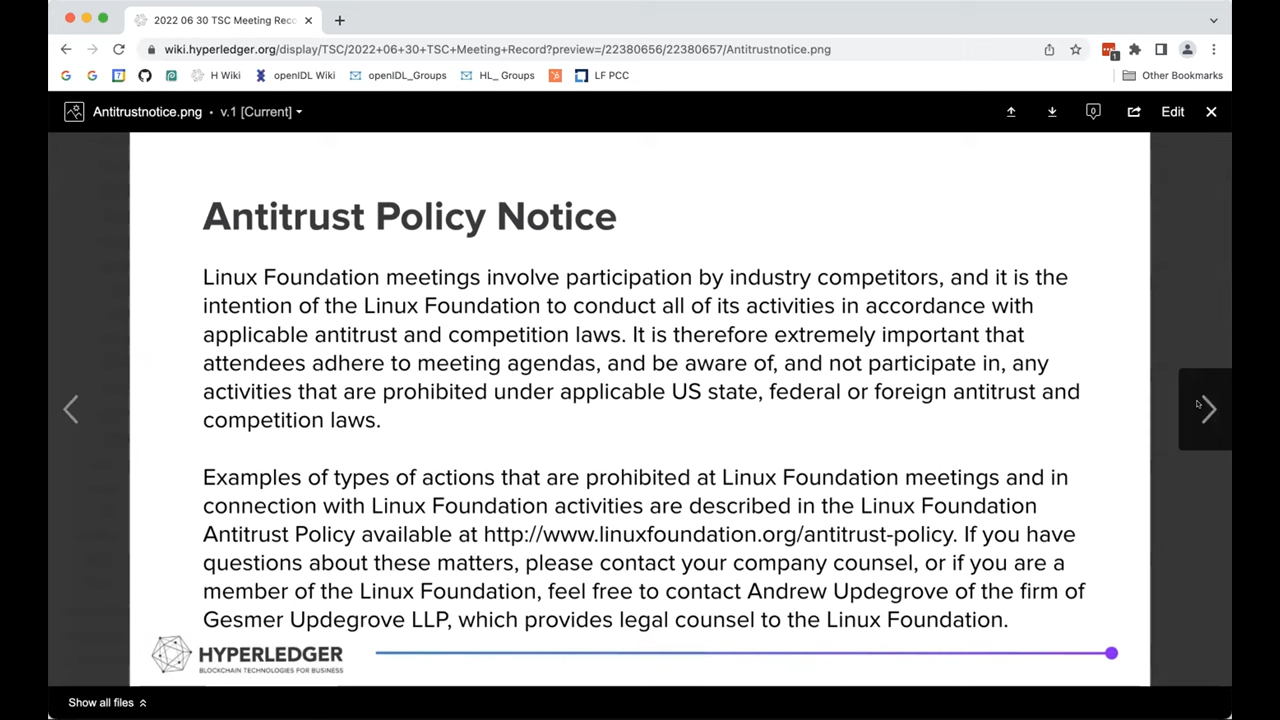 2022 06 30 TSC Meeting Reco
wiki.hyperledger.org/display/TSC/2022+06+30+TSC+Meeting+Record?preview=/22380656/22380657/Antitrustnotice.png
1
7
H Wiki
openIDL Wiki
openIDL_Groups
HL_ Groups
LF PCC
Other Bookmarks
Antitrustnotice.png • v.1 [Current]
0
Edit
Antitrust Policy Notice
Linux Foundation meetings involve participation by industry competitors, and it is the
intention of the Linux Foundation to conduct all of its activities in accordance with
applicable antitrust and competition laws. It is therefore extremely important that
attendees adhere to meeting agendas, and be aware of, and not participate in, any
activities that are prohibited under applicable US state, federal or foreign antitrust and
competition laws.
Examples of types of actions that are prohibited at Linux Foundation meetings and in
connection with Linux Foundation activities are described in the Linux Foundation
Antitrust Policy available at http://www.linuxfoundation.org/antitrust-policy. If you have
questions about these matters, please contact your company counsel, or if you are a
member of the Linux Foundation, feel free to contact Andrew Updegrove of the firm of
Gesmer Updegrove LLP, which provides legal counsel to the Linux Foundation.
HYPERLEDGER
BLOCKCHAIN TECHNOLOGIES FOR BUSINESS
Show all files